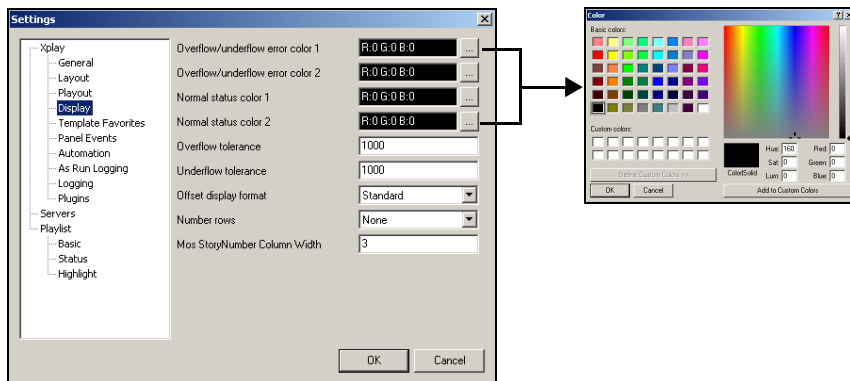 Settings
Xplay
General
Layout
Playout
Display
Template Favorites
Panel Events
Automation
As Run Logging
Logging
Plugins
Servers
Playlist
Basic
Status
Highlight
Overflow/underflow error color 1 R:0 G:0 B:0 ...
Overflow/underflow error color 2 R:0 G:0 B:0 ...
Normal status color 1 R:0 G:0 B:0 ...
Normal status color 2 R:0 G:0 B:0 ...
Overflow tolerance 1000
Underflow tolerance 1000
Offset display format Standard
Number rows None
Mos StoryNumber Column Width 3
OK Cancel
Color
Basic colors:
Custom colors:
Define Custom Colors >>
OK Cancel
Color|Solid
Hue: 160 Red: 0
Sat: 0 Green: 0
Lum: 0 Blue: 0
Add to Custom Colors